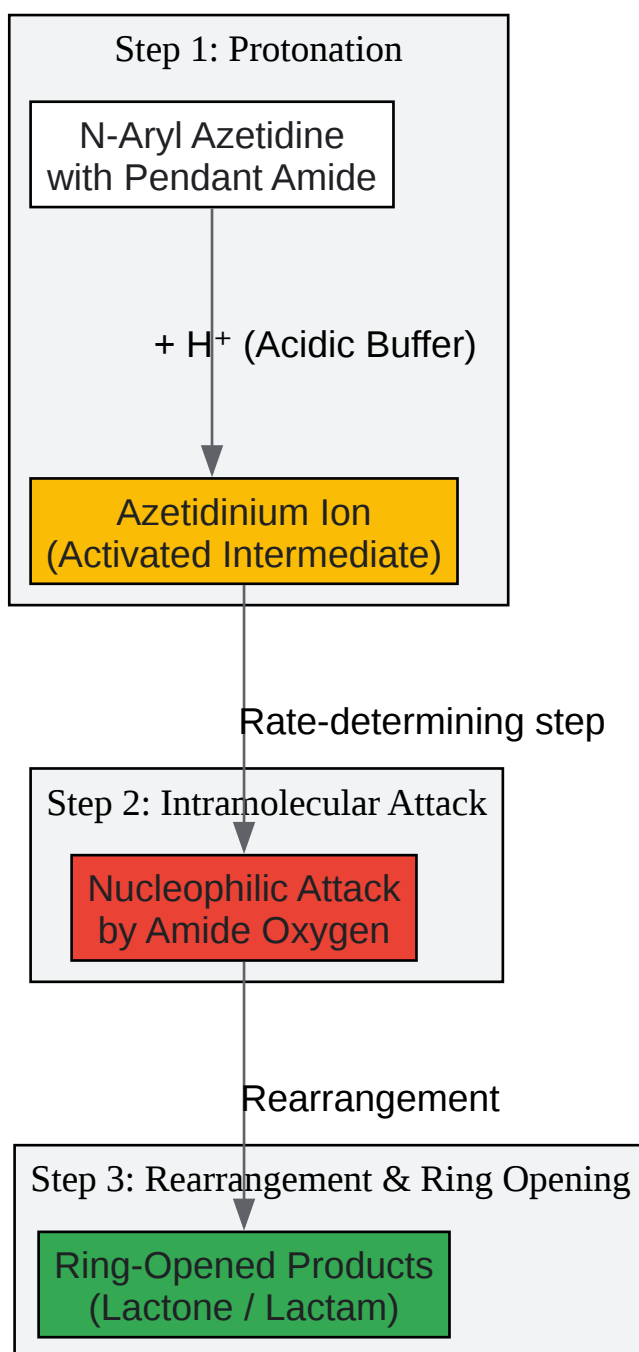 Step 1: Protonation
N-Aryl Azetidine
with Pendant Amide
+ H⁺ (Acidic Buffer)
Azetidinium Ion
(Activated Intermediate)
Rate-determining step
Step 2: Intramolecular Attack
Nucleophilic Attack
by Amide Oxygen
Rearrangement
Step 3: Rearrangement & Ring Opening
Ring-Opened Products
(Lactone / Lactam)